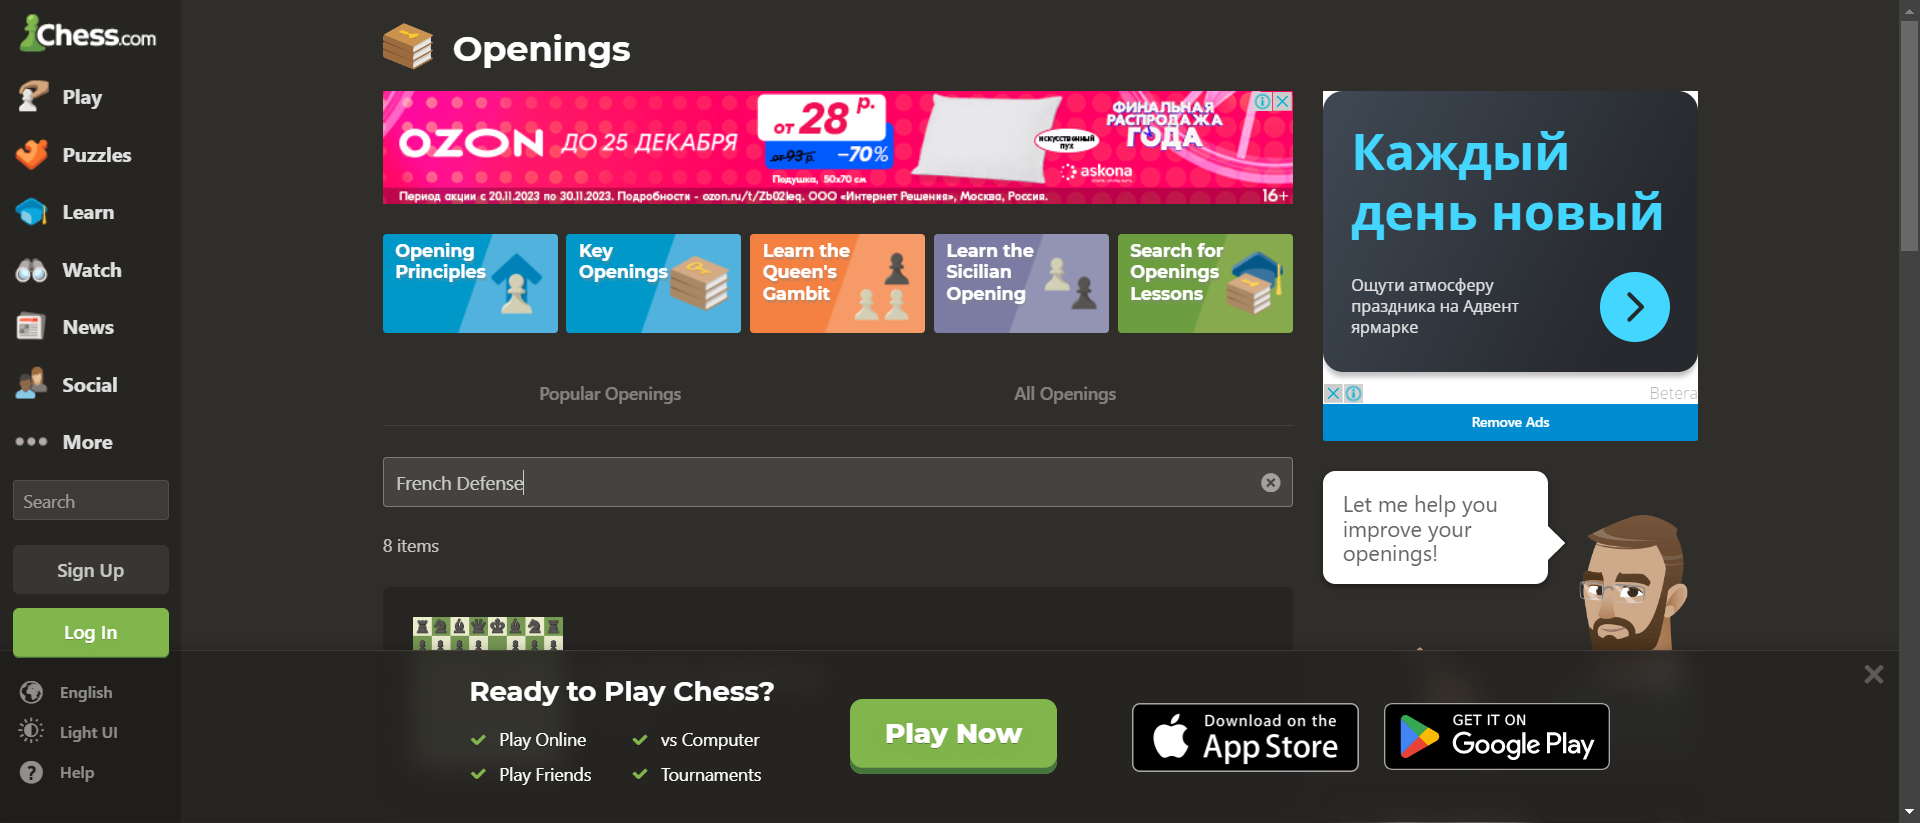 Chess.com
Play
Puzzles
Learn
Watch
News
Social
More
Search
Sign Up
Log In
English
Light UI
Help
Openings
OZON ДО 25 ДЕКАБРЯ
от 28 р.
от 93 р. –70%
Подушка, 50x70 см
искусственный
пух
ФИНАЛЬНАЯ
РАСПРОДАЖА
ГОДА
askona
Период акции с 20.11.2023 по 30.11.2023. Подробности - ozon.ru/t/Zb02leq. ООО «Интернет Решения», Москва, Россия.
16+
Opening
Principles
Key
Openings
Learn the
Queen's
Gambit
Learn the
Sicilian
Opening
Search for
Openings
Lessons
Popular Openings
All Openings
French Defense
8 items
Каждый
день новый
Ощути атмосферу
праздника на Адвент
ярмарке
Betera
Remove Ads
Let me help you
improve your
openings!
Ready to Play Chess?
Play Online
vs Computer
Play Friends
Tournaments
Play Now
Download on the
App Store
GET IT ON
Google Play